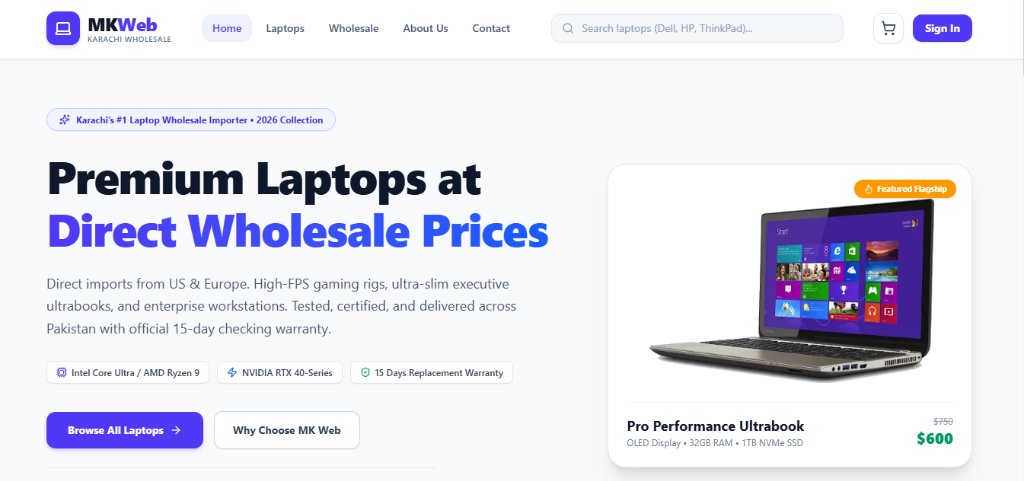 MKWeb
KARACHI WHOLESALE
Home
Laptops
Wholesale
About Us
Contact
Search laptops (Dell, HP, ThinkPad)...
Sign In
Karachi's #1 Laptop Wholesale Importer • 2026 Collection
Premium Laptops at
Direct Wholesale Prices
Direct imports from US & Europe. High-FPS gaming rigs, ultra-slim executive
ultrabooks, and enterprise workstations. Tested, certified, and delivered across
Pakistan with official 15-day checking warranty.
Intel Core Ultra / AMD Ryzen 9
NVIDIA RTX 40-Series
15 Days Replacement Warranty
Browse All Laptops
Why Choose MK Web
Featured Flagship
Start
Pro Performance Ultrabook
OLED Display • 32GB RAM • 1TB NVMe SSD
$750
$600